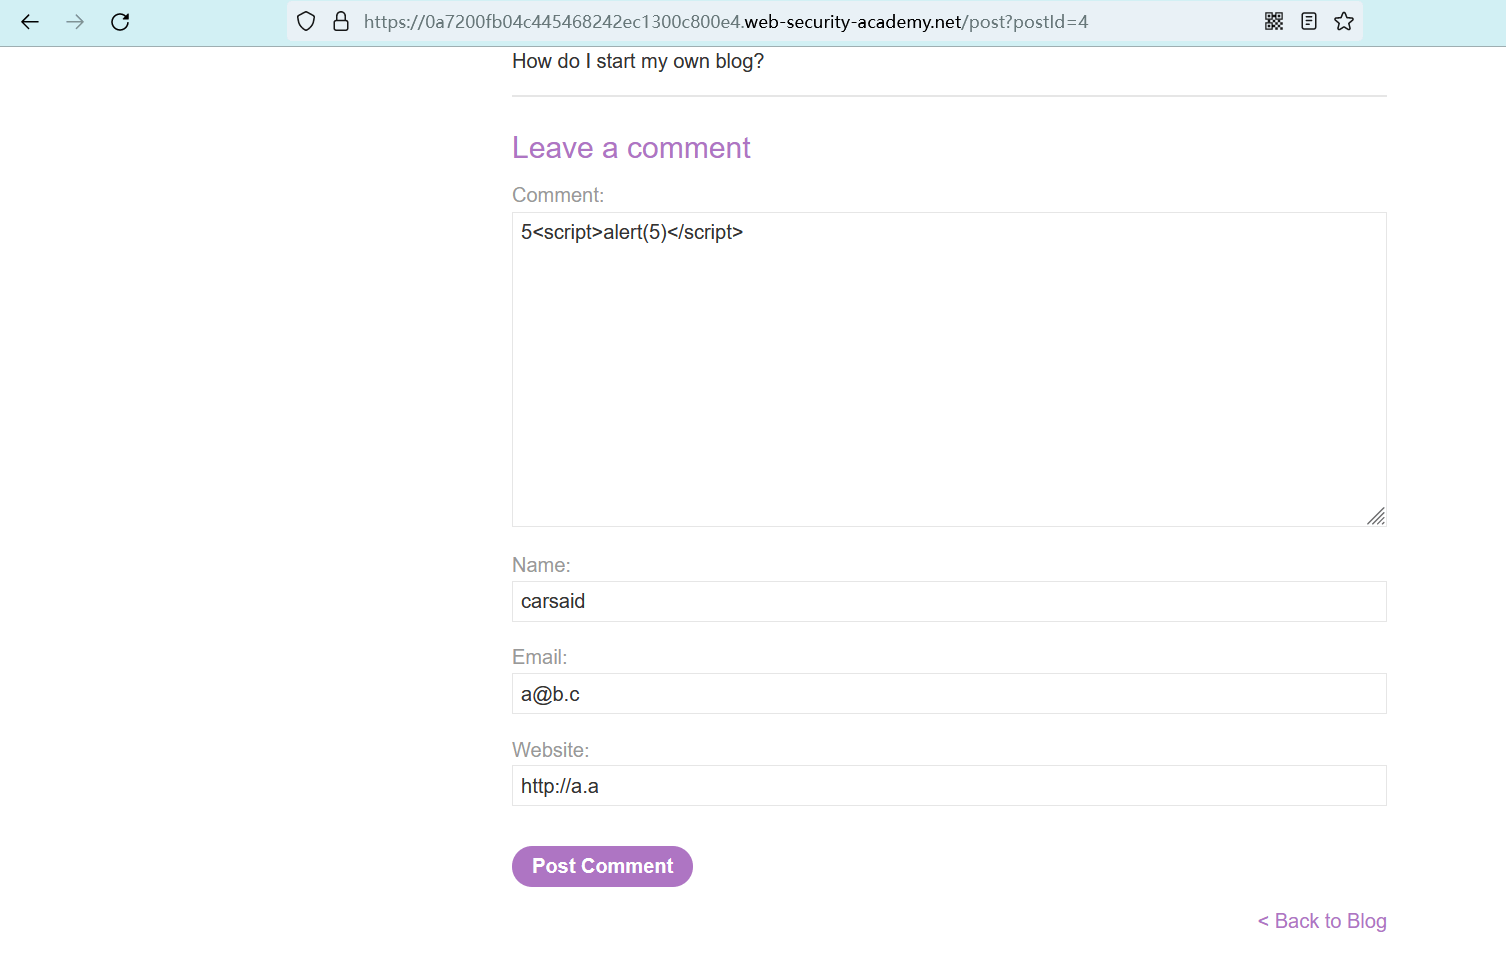 https://0a7200fb04c445468242ec1300c800e4.web-security-academy.net/post?postId=4
How do I start my own blog?
Leave a comment
Comment:
5<script>alert(5)</script>
Name:
carsaid
Email:
a@b.c
Website:
http://a.a
Post Comment
< Back to Blog